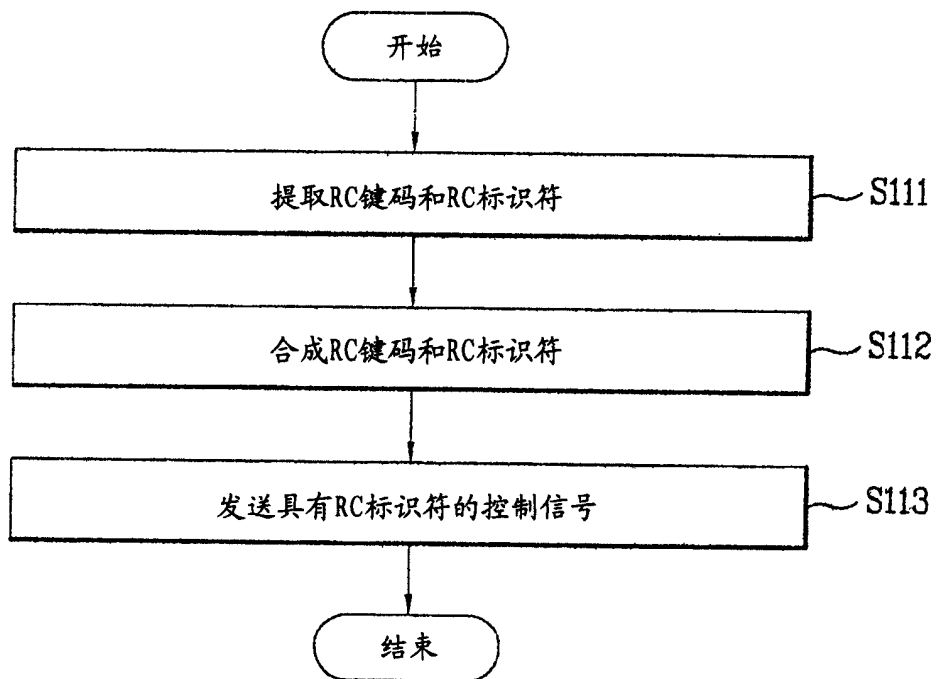 开始
提取RC键码和RC标识符
S111
合成RC键码和RC标识符
S112
发送具有RC标识符的控制信号
S113
结束